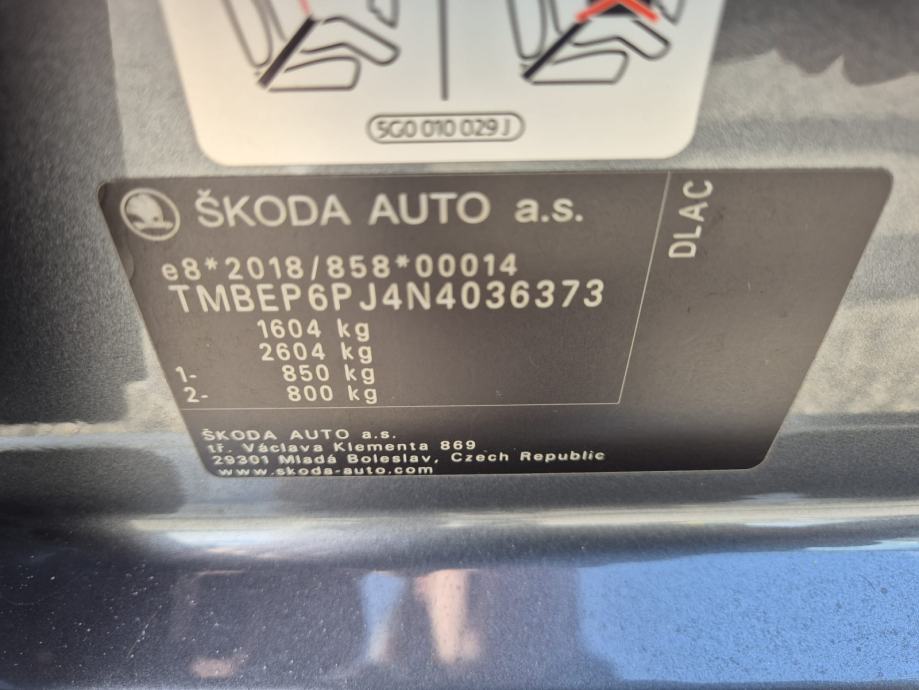 5G0 010 029 J
ŠKODA AUTO a.s.
DLAC
e8*2018/858*00014
TMBEP6PJ4N4036373
1604 kg
2604 kg
1- 850 kg
2- 800 kg
ŠKODA AUTO a.s.
tř. Václava Klementa 869
29301 Mladá Boleslav, Czech Republic
www.skoda-auto.com